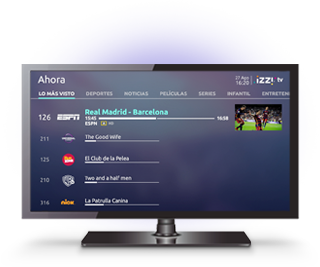 Ahora
27 Ago
16:20
izzi tv
LO MÁS VISTO DEPORTES NOTICIAS PELÍCULAS SERIES INFANTIL ENTRETENI
126 ESPN Real Madrid - Barcelona
15:45 16:58
ESPN HD
211 The Good Wife
125 El Club de la Pelea
210 Two and a half men
316 nick La Patrulla Canina